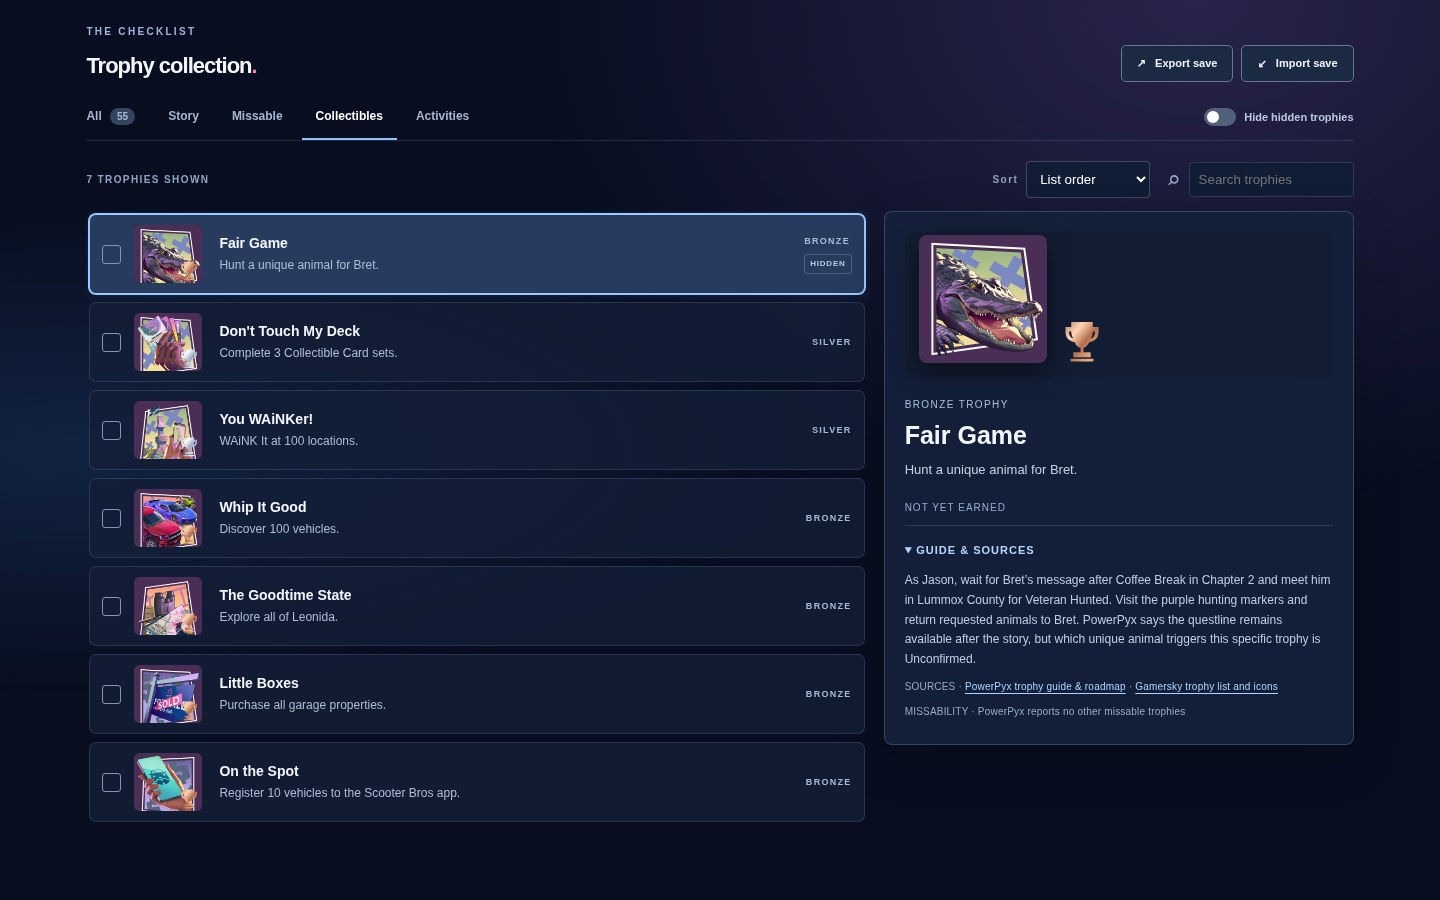 THE CHECKLIST
Trophy collection.
Export save
Import save
All 55 Story Missable Collectibles Activities
Hide hidden trophies
7 TROPHIES SHOWN
Sort List order Search trophies
Fair Game
Hunt a unique animal for Bret.
BRONZE
HIDDEN
Don't Touch My Deck
Complete 3 Collectible Card sets.
SILVER
You WAiNKer!
WAiNK It at 100 locations.
SILVER
Whip It Good
Discover 100 vehicles.
BRONZE
The Goodtime State
Explore all of Leonida.
BRONZE
SOLD
Little Boxes
Purchase all garage properties.
BRONZE
On the Spot
Register 10 vehicles to the Scooter Bros app.
BRONZE
BRONZE TROPHY
Fair Game
Hunt a unique animal for Bret.
NOT YET EARNED
▼ GUIDE & SOURCES
As Jason, wait for Bret’s message after Coffee Break in Chapter 2 and meet him
in Lummox County for Veteran Hunted. Visit the purple hunting markers and
return requested animals to Bret. PowerPyx says the questline remains
available after the story, but which unique animal triggers this specific trophy is
Unconfirmed.
SOURCES · PowerPyx trophy guide & roadmap · Gamersky trophy list and icons
MISSABILITY · PowerPyx reports no other missable trophies